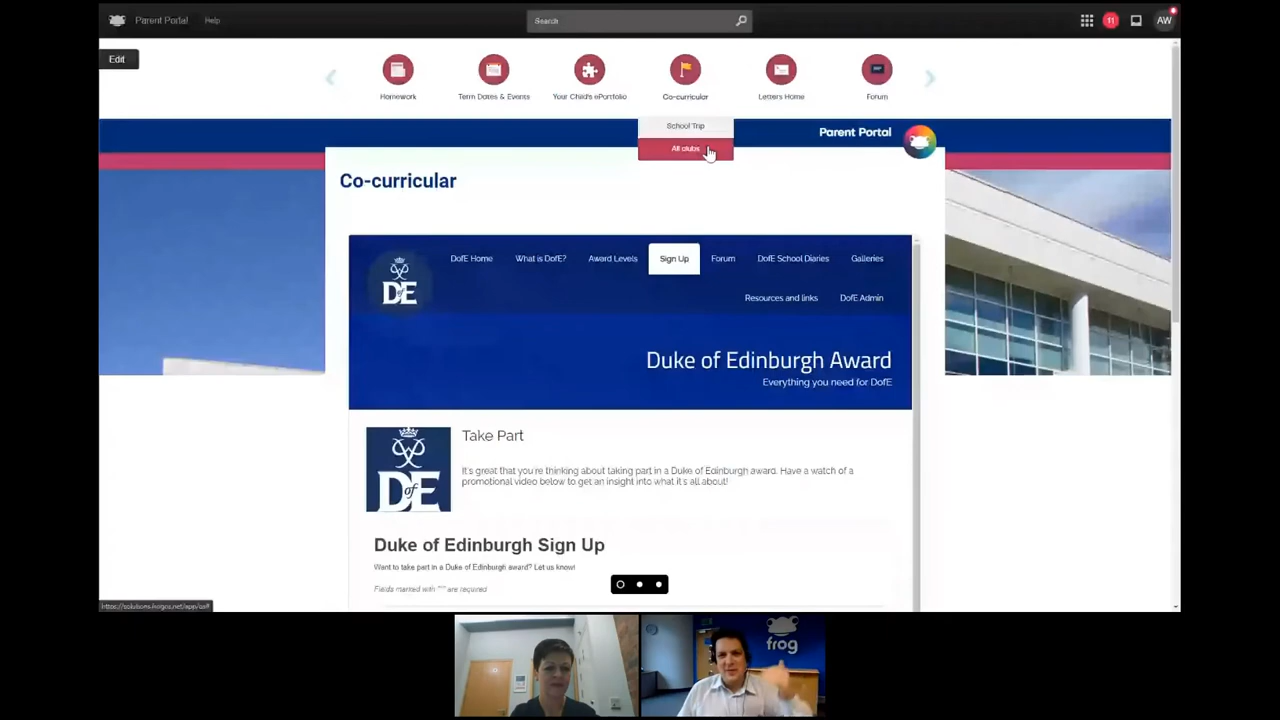 Parent Portal
Help
Search
11
AW
Edit
Homework
Term Dates & Events
Your Child's ePortfolio
Co-curricular
Letters Home
Forum
School Trip
All clubs
Parent Portal
Co-curricular
DofE Home
What is DofE?
Award Levels
Sign Up
Forum
DofE School Diaries
Galleries
Resources and links
DofE Admin
DofE
Duke of Edinburgh Award
Everything you need for DofE
DofE
Take Part
It's great that you're thinking about taking part in a Duke of Edinburgh award. Have a watch of a
promotional video below to get an insight into what it's all about!
Duke of Edinburgh Sign Up
Want to take part in a Duke of Edinburgh award? Let us know!
Fields marked with "*" are required
frog